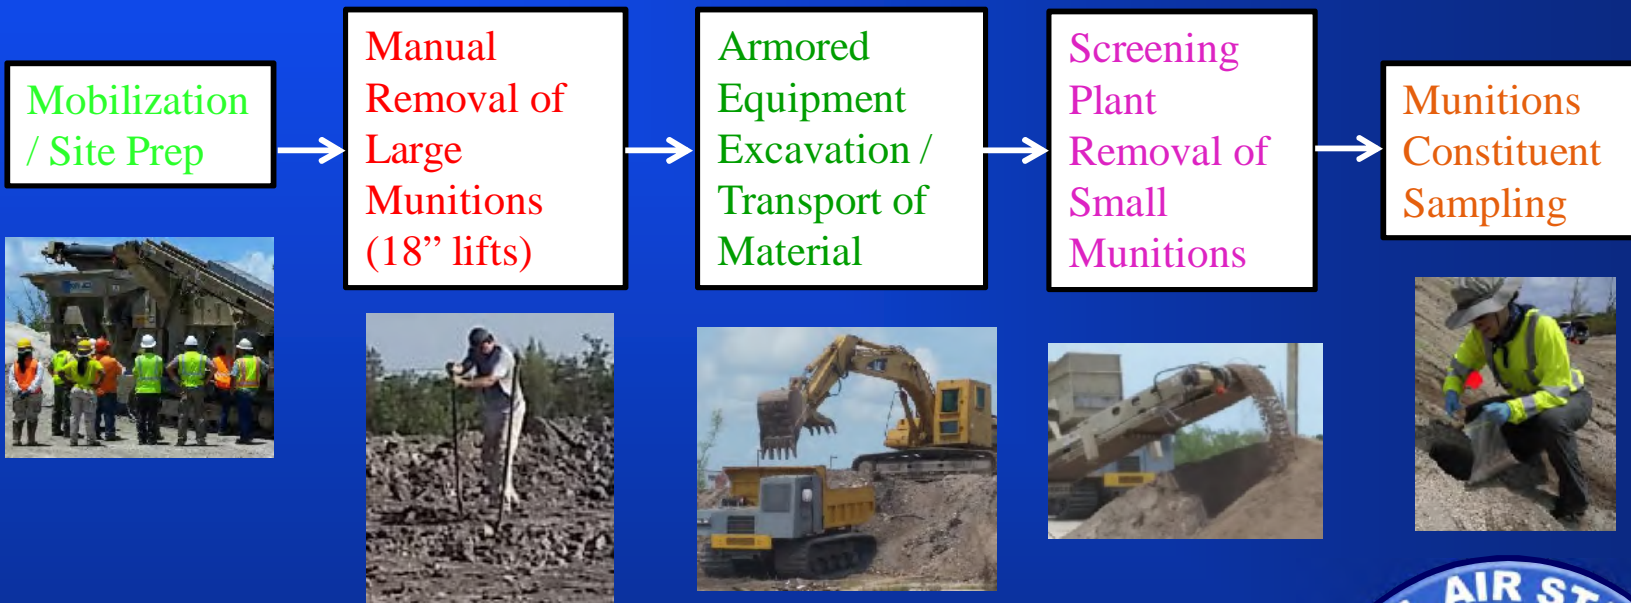 Mobilization
/ Site Prep
Manual
Removal of
Large
Munitions
(18” lifts)
Armored
Equipment
Excavation /
Transport of
Material
Screening
Plant
Removal of
Small
Munitions
Munitions
Constituent
Sampling
AIR